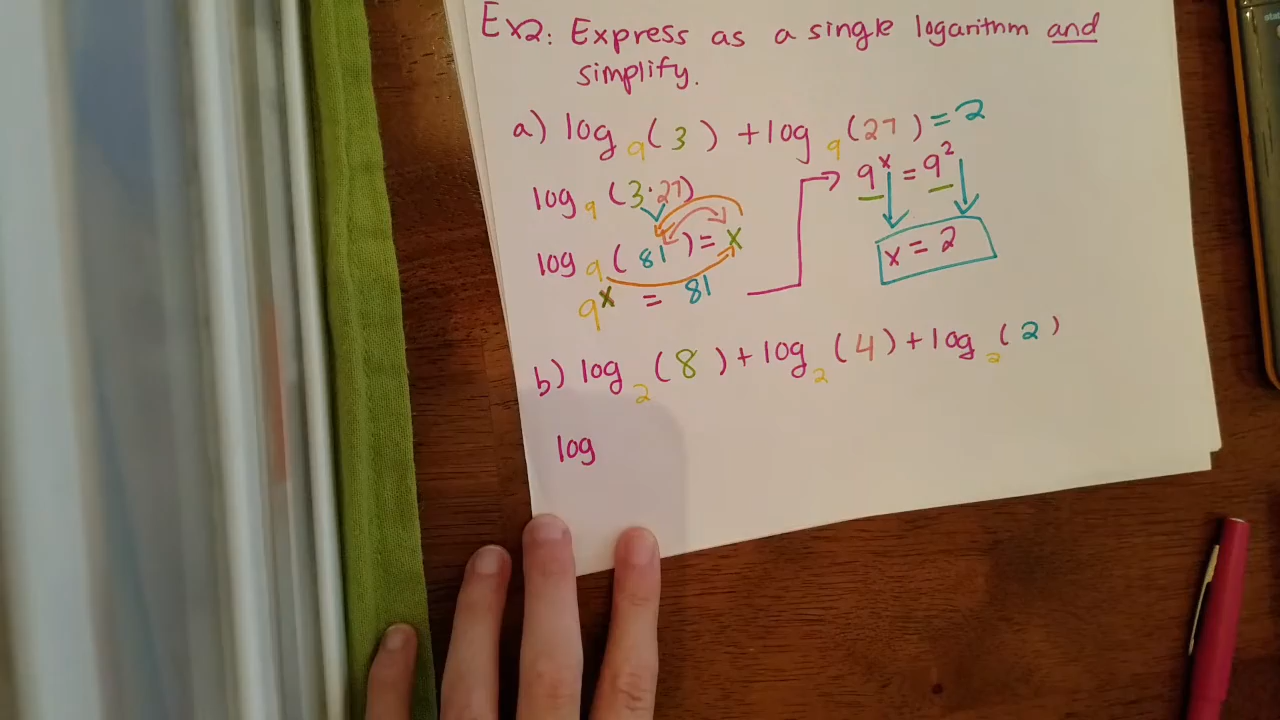 Ex2: Express as a single logarithm and
simplify.
a) log₉(3) + log₉(27) = 2
log₉(3·27)
log₉(81) = x
9ˣ = 81
9ˣ = 9²
x = 2
b) log₂(8) + log₂(4) + log₂(2)
log